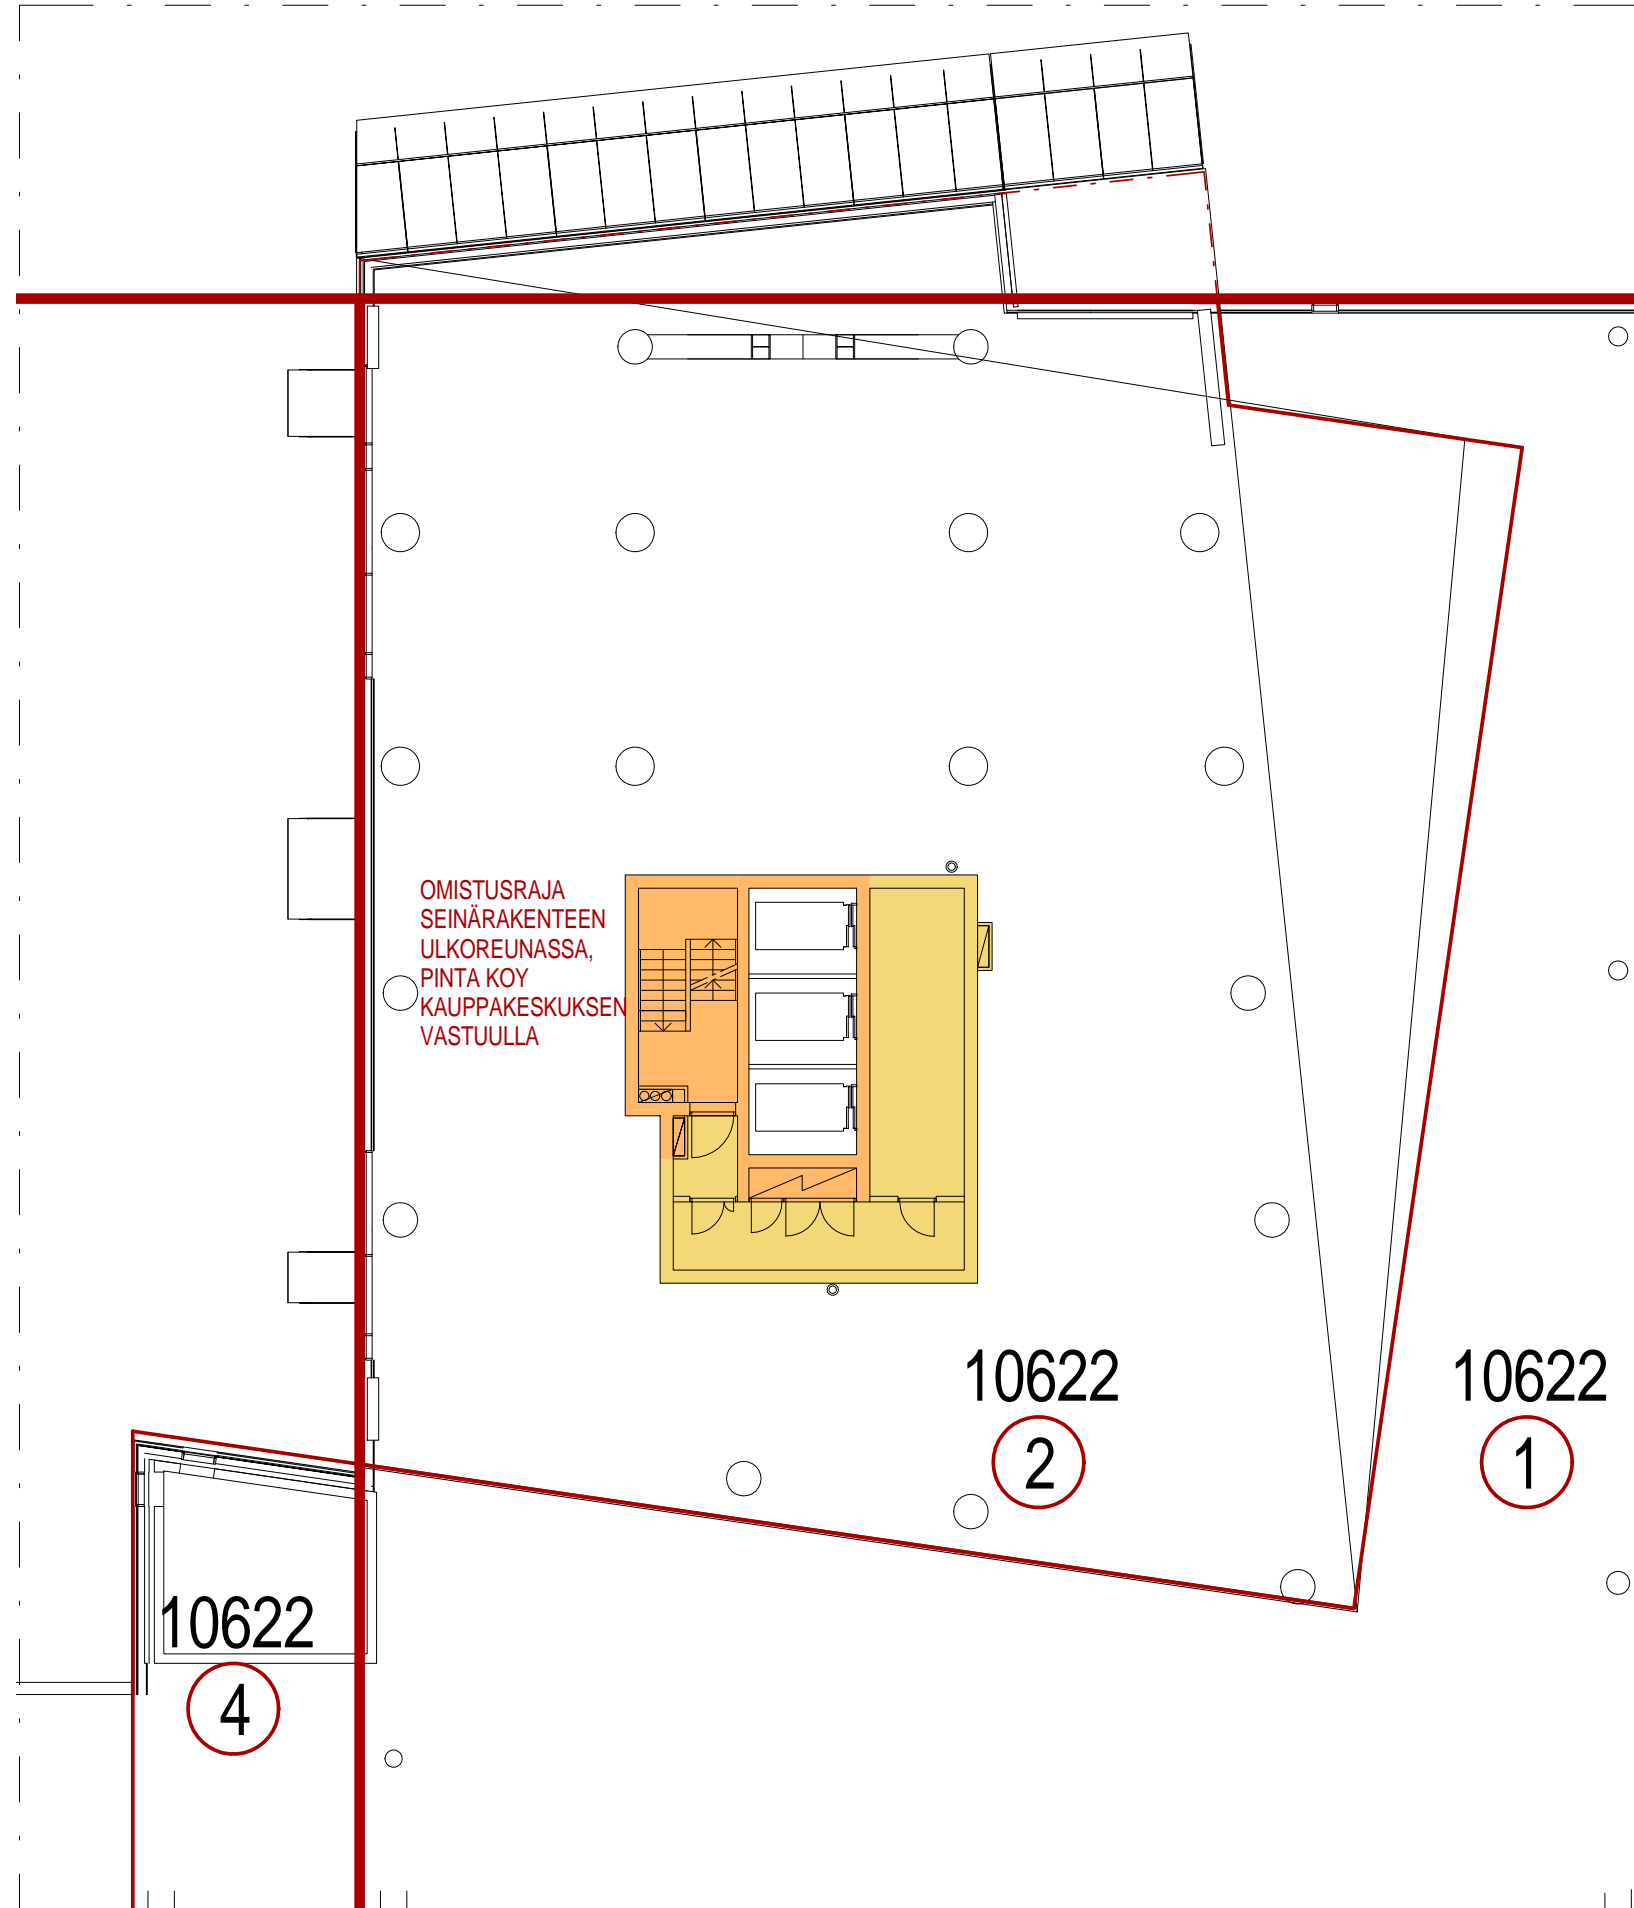 OMISTUSRAJA
SEINÄRAKENTEEN
ULKOREUNASSA,
PINTA KOY
KAUPPAKESKUKSEN
VASTUULLA
10622
2
10622
1
10622
4